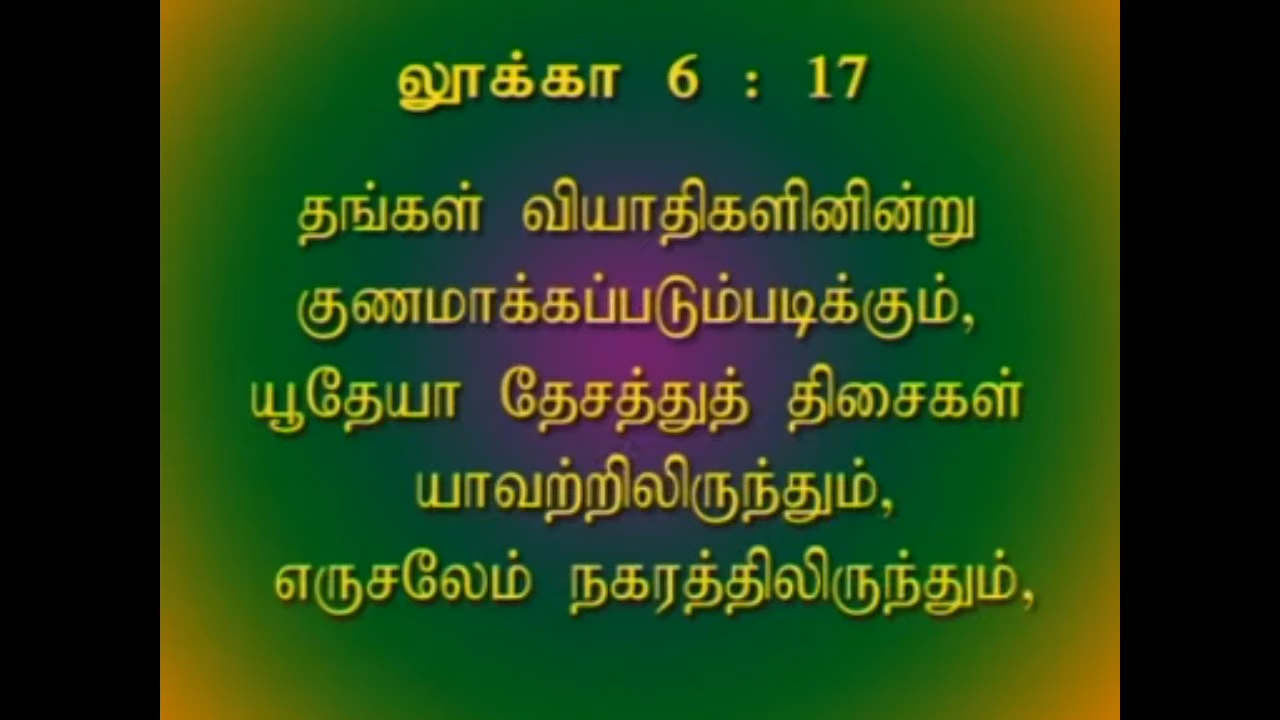 லூக்கா 6 : 17
தங்கள் வியாதிகளினின்று
குணமாக்கப்படும்படிக்கும்,
யூதேயா தேசத்துத் திசைகள்
யாவற்றிலிருந்தும்,
எருசலேம் நகரத்திலிருந்தும்,